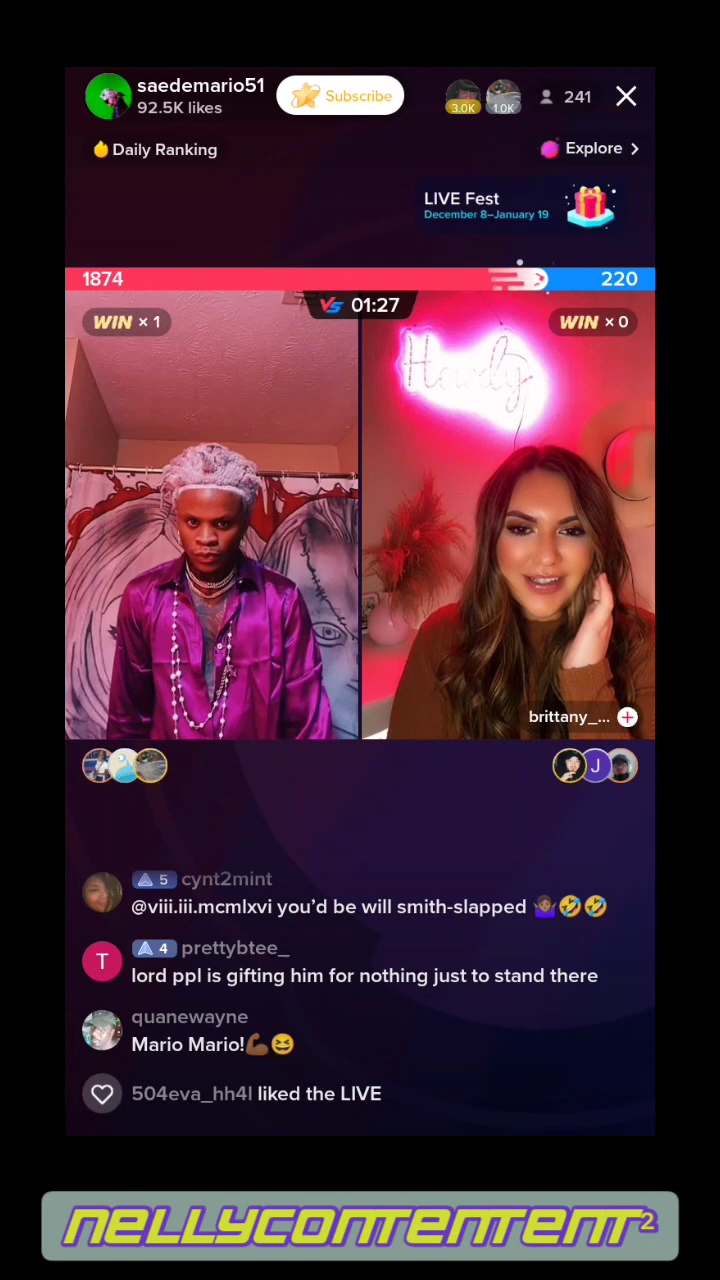 saedemario51
92.5K likes
Subscribe
3.0K
1.0K
241
Daily Ranking
Explore
LIVE Fest
December 8–January 19
1874
220
VS 01:27
WIN × 1
WIN × 0
Howdy
brittany_...
J
5 cynt2mint
@viii.iii.mcmlxvi you’d be will smith-slapped 🤷🏾‍♀️🤣🤣
T
4 prettybtee_
lord ppl is gifting him for nothing just to stand there
quanewayne
Mario Mario!💪🏾😆
504eva_hh4l liked the LIVE
NELLYCONTENTENT²